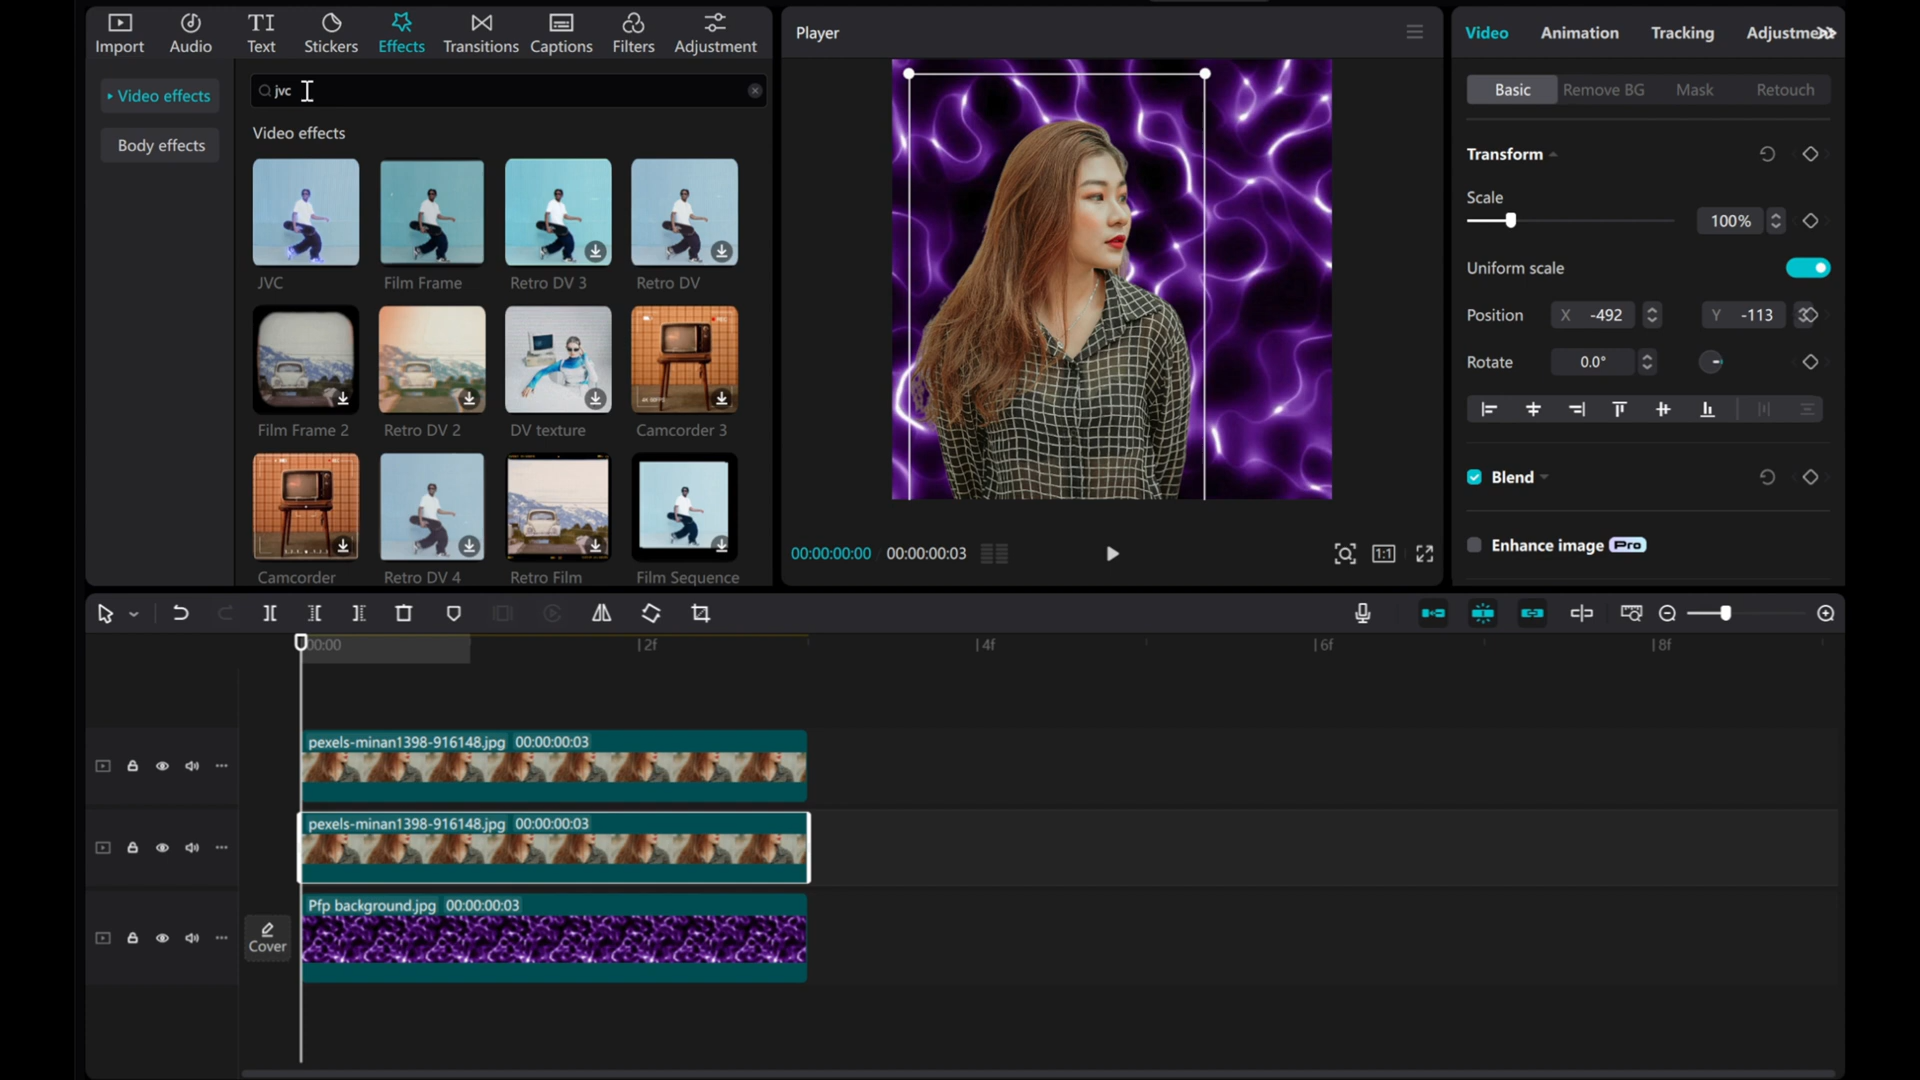 Import Audio Text Stickers Effects Transitions Captions Filters Adjustment
Video effects
Body effects
jvc
Video effects
JVC Film Frame Retro DV 3 Retro DV
Film Frame 2 Retro DV 2 DV texture Camcorder 3
Camcorder Retro DV 4 Retro Film Film Sequence
Player
00:00:00:00 00:00:00:03
1:1
Video Animation Tracking Adjustme
Basic Remove BG Mask Retouch
Transform
Scale
100%
Uniform scale
Position X -492 Y -113
Rotate 0.0°
Blend
Enhance image Pro
00:00 2f 4f 6f 8f
pexels-minan1398-916148.jpg 00:00:00:03
pexels-minan1398-916148.jpg 00:00:00:03
Cover
Pfp background.jpg 00:00:00:03